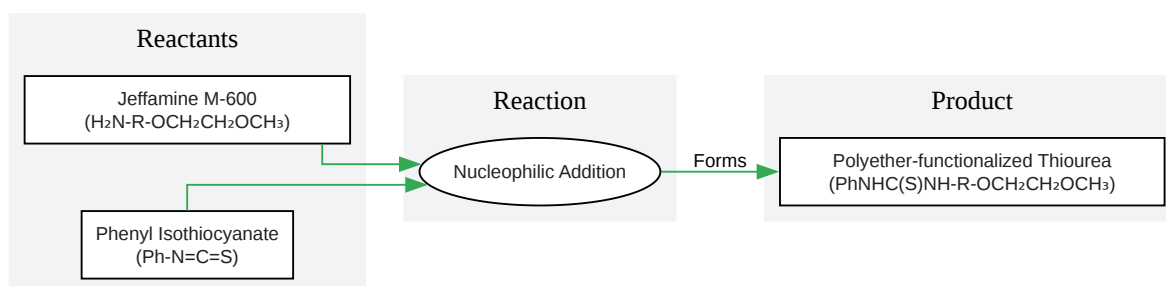 Reactants
Jeffamine M-600
(H₂N-R-OCH₂CH₂OCH₃)
Phenyl Isothiocyanate
(Ph-N=C=S)
Reaction
Nucleophilic Addition
Forms
Product
Polyether-functionalized Thiourea
(PhNHC(S)NH-R-OCH₂CH₂OCH₃)